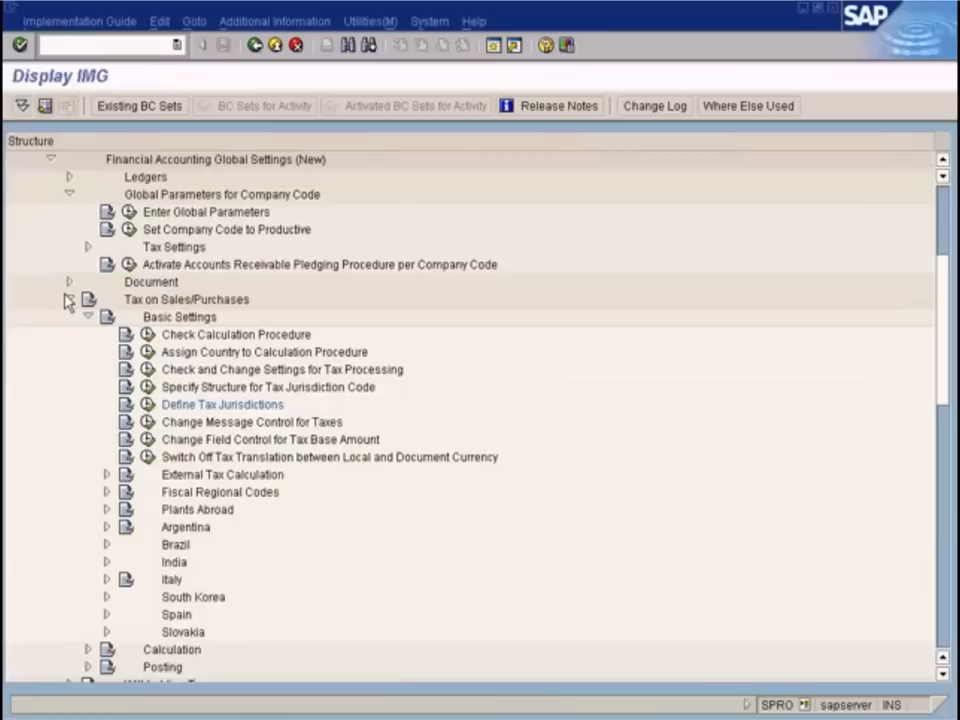 Implementation Guide Edit Goto Additional Information Utilities(M) System Help
SAP
Display IMG
Existing BC Sets BC Sets for Activity Activated BC Sets for Activity Release Notes Change Log Where Else Used
Structure
Financial Accounting Global Settings (New)
Ledgers
Global Parameters for Company Code
Enter Global Parameters
Set Company Code to Productive
Tax Settings
Activate Accounts Receivable Pledging Procedure per Company Code
Document
Tax on Sales/Purchases
Basic Settings
Check Calculation Procedure
Assign Country to Calculation Procedure
Check and Change Settings for Tax Processing
Specify Structure for Tax Jurisdiction Code
Define Tax Jurisdictions
Change Message Control for Taxes
Change Field Control for Tax Base Amount
Switch Off Tax Translation between Local and Document Currency
External Tax Calculation
Fiscal Regional Codes
Plants Abroad
Argentina
Brazil
India
Italy
South Korea
Spain
Slovakia
Calculation
Posting
SPRO sapserver INS